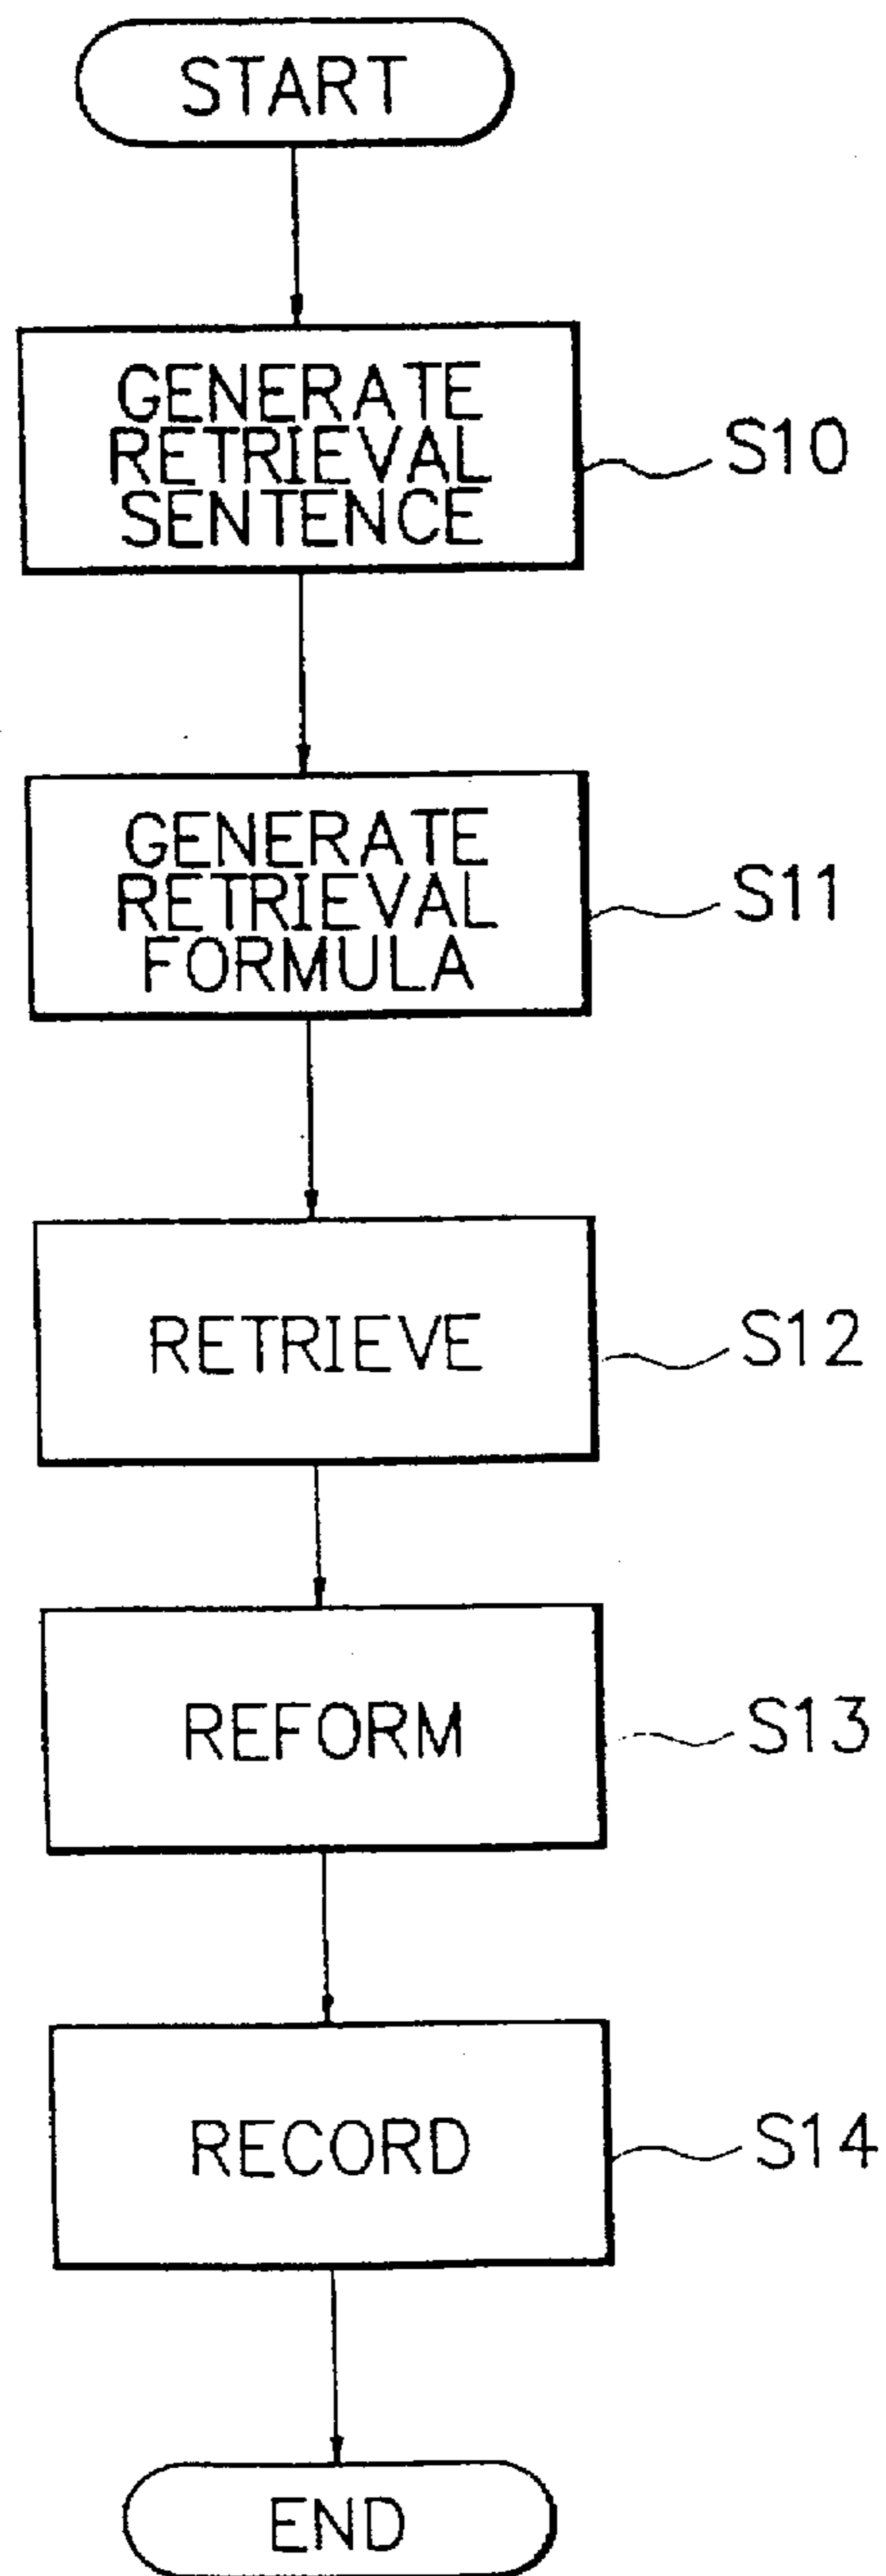 START
GENERATE
RETRIEVAL
SENTENCE
S10
GENERATE
RETRIEVAL
FORMULA
S11
RETRIEVE
S12
REFORM
S13
RECORD
S14
END